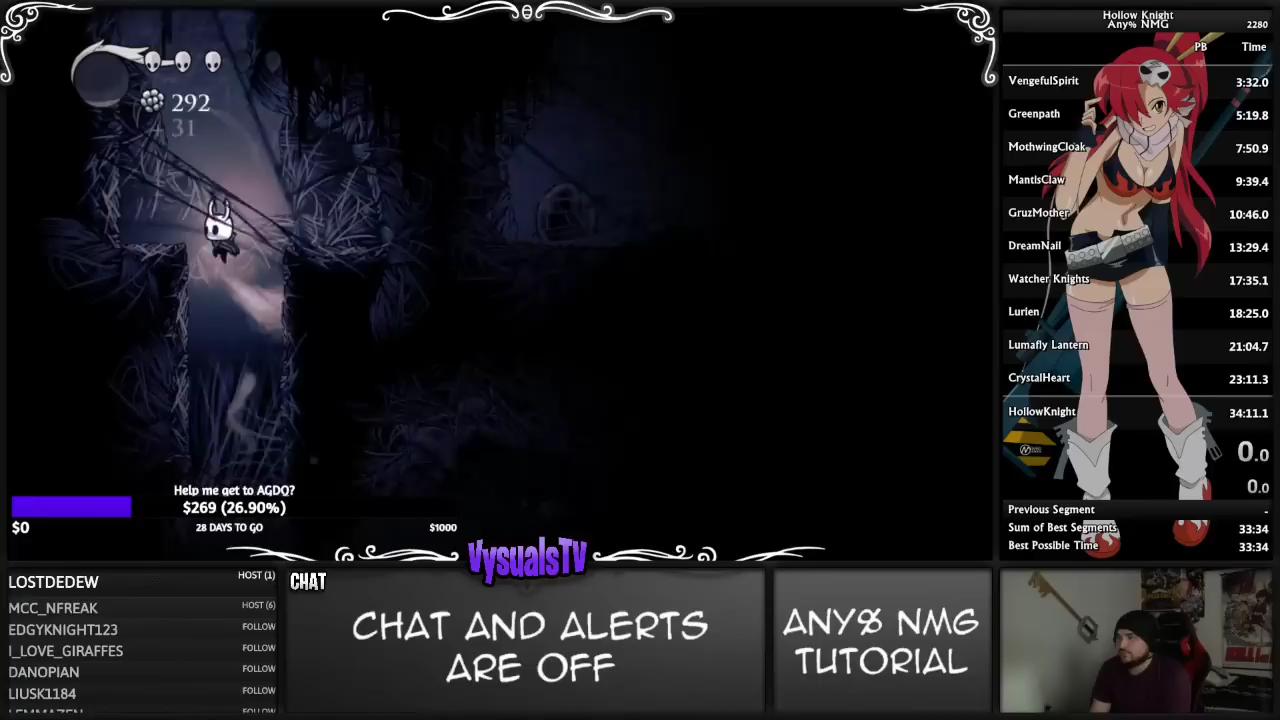 292
+ 31
Help me get to AGDQ?
$269 (26.90%)
$0
28 DAYS TO GO
$1000
VysualsTV
LOSTDEDEW HOST (1)
MCC_NFREAK HOST (6)
EDGYKNIGHT123 FOLLOW
I_LOVE_GIRAFFES FOLLOW
DANOPIAN FOLLOW
LIUSK1184 FOLLOW
CHAT
CHAT AND ALERTS
ARE OFF
ANY% NMG
TUTORIAL
Hollow Knight
Any% NMG 2280
PB Time
VengefulSpirit 3:32.0
Greenpath 5:19.8
MothwingCloak 7:50.9
MantisClaw 9:39.4
GruzMother 10:46.0
DreamNail 13:29.4
Watcher Knights 17:35.1
Lurien 18:25.0
Lumafly Lantern 21:04.7
CrystalHeart 23:11.3
HollowKnight 34:11.1
0.0
0.0
Previous Segment -
Sum of Best Segments 33:34
Best Possible Time 33:34